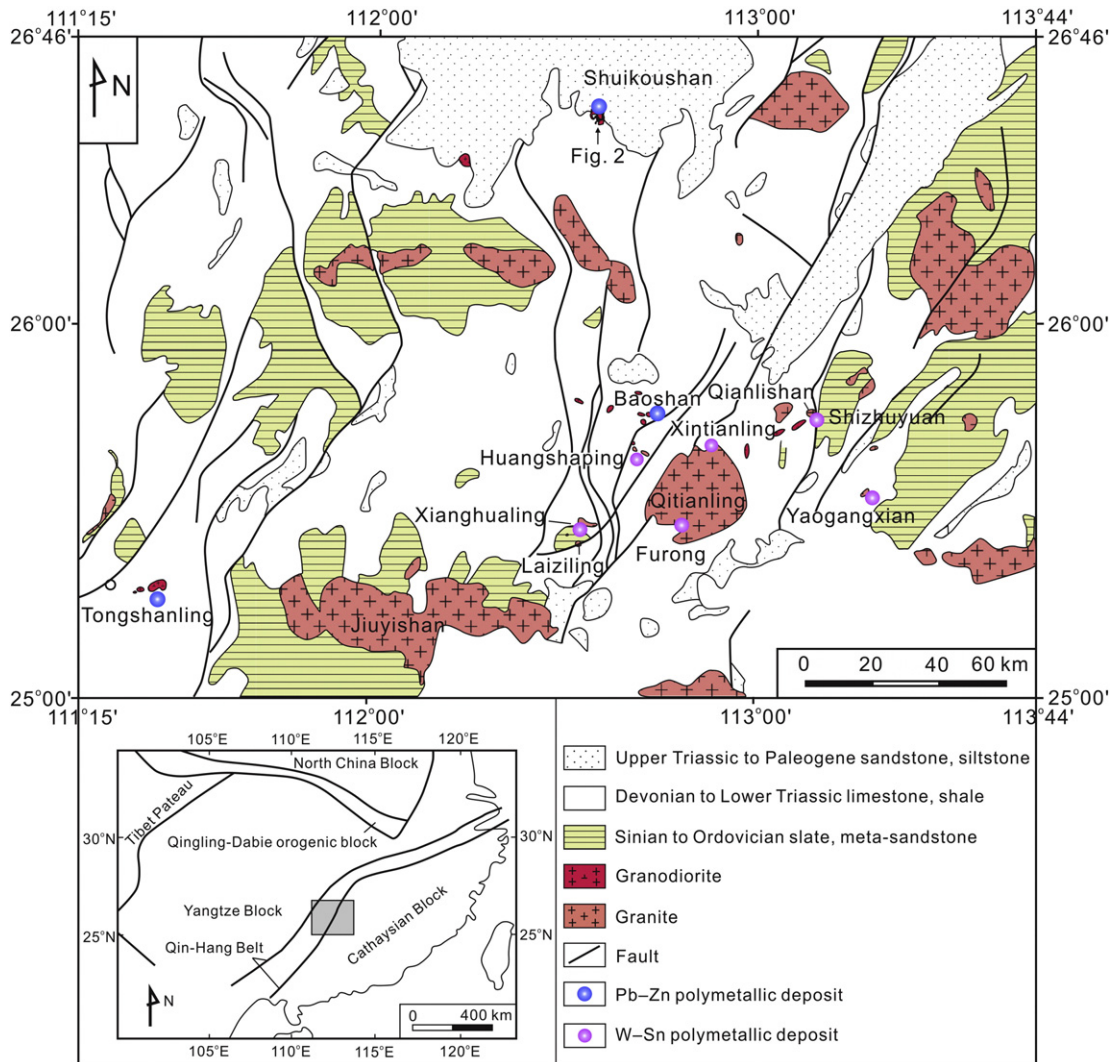 111°15'
112°00'
113°00'
113°44'
26°46'
26°46'
N
Shuikoushan
Fig. 2
26°00'
26°00'
Qianlishan
Baoshan
Shizhuyuan
Xintianling
Huangshaping
Qitianling
Xianghualing
Yaogangxian
Furong
Laiziling
Tongshanling
Jiuyishan
0 20 40 60 km
25°00'
25°00'
111°15'
112°00'
113°00'
113°44'
105°E
110°E
115°E
120°E
North China Block
Tibet Pateau
30°N
30°N
Qingling-Dabie orogenic block
Yangtze Block
Cathaysian Block
25°N
25°N
Qin-Hang Belt
N
0 400 km
105°E
110°E
115°E
120°E
Upper Triassic to Paleogene sandstone, siltstone
Devonian to Lower Triassic limestone, shale
Sinian to Ordovician slate, meta-sandstone
Granodiorite
Granite
Fault
Pb–Zn polymetallic deposit
W–Sn polymetallic deposit